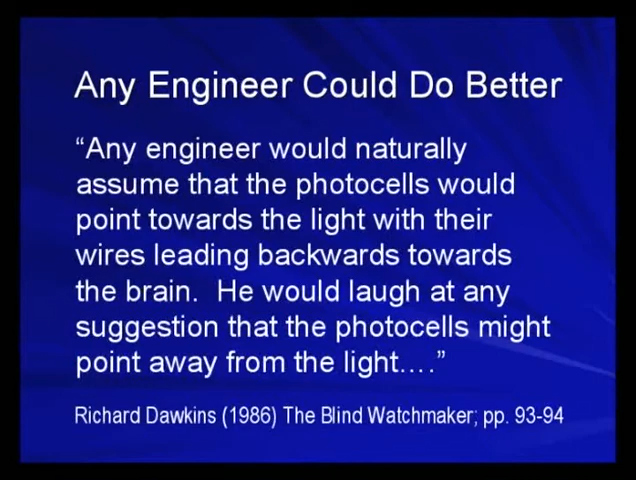 Any Engineer Could Do Better
“Any engineer would naturally
assume that the photocells would
point towards the light with their
wires leading backwards towards
the brain.  He would laugh at any
suggestion that the photocells might
point away from the light….”
Richard Dawkins (1986) The Blind Watchmaker; pp. 93-94